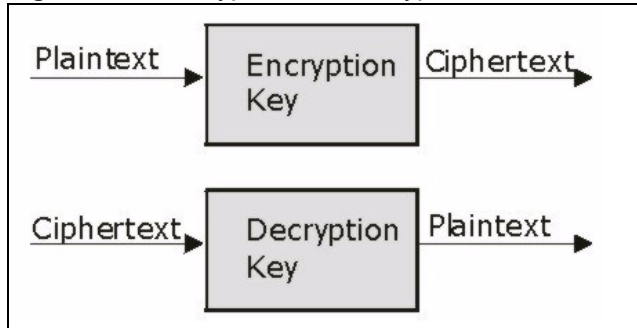 Plaintext
Encryption
Key
Ciphertext
Ciphertext
Decryption
Key
Plaintext